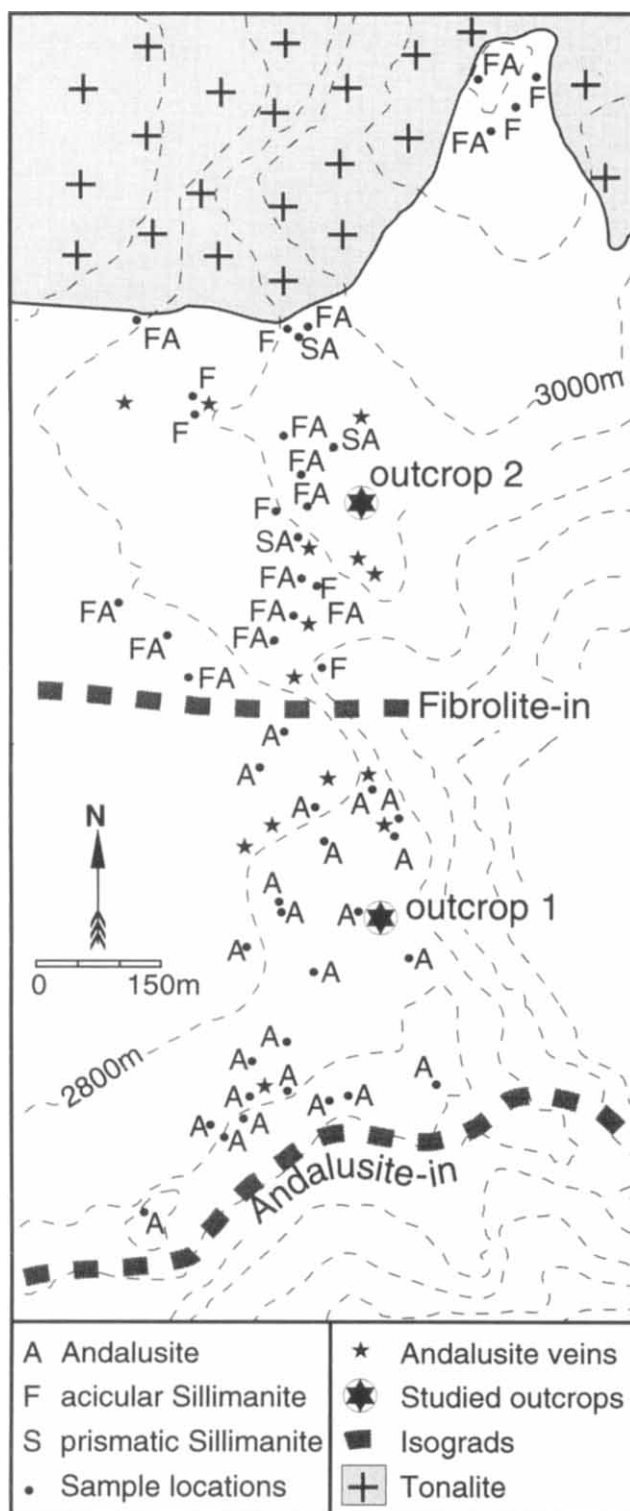 FA
F
F
FA
FA
FA
F
SA
3000m
F
F
FA
SA
FA
outcrop 2
FA
F
SA
FA
F
FA
FA
FA
FA
FA
F
FA
Fibrolite-in
A
A
A
A
A
A
A
N
A
A
A
outcrop 1
A
A
A
0 150m
A
A
A
A
2800m
A
A
A
A
A
A
Andalusite-in
A
A Andalusite
F acicular Sillimanite
S prismatic Sillimanite
Sample locations
Andalusite veins
Studied outcrops
Isograds
Tonalite